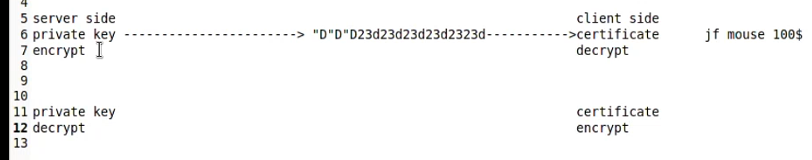 4
5 server side client side
6 private key -----------------------> "D"D"D23d23d23d23d2323d----------->certificate jf mouse 100$
7 encrypt decrypt
8
9
10
11 private key certificate
12 decrypt encrypt
13